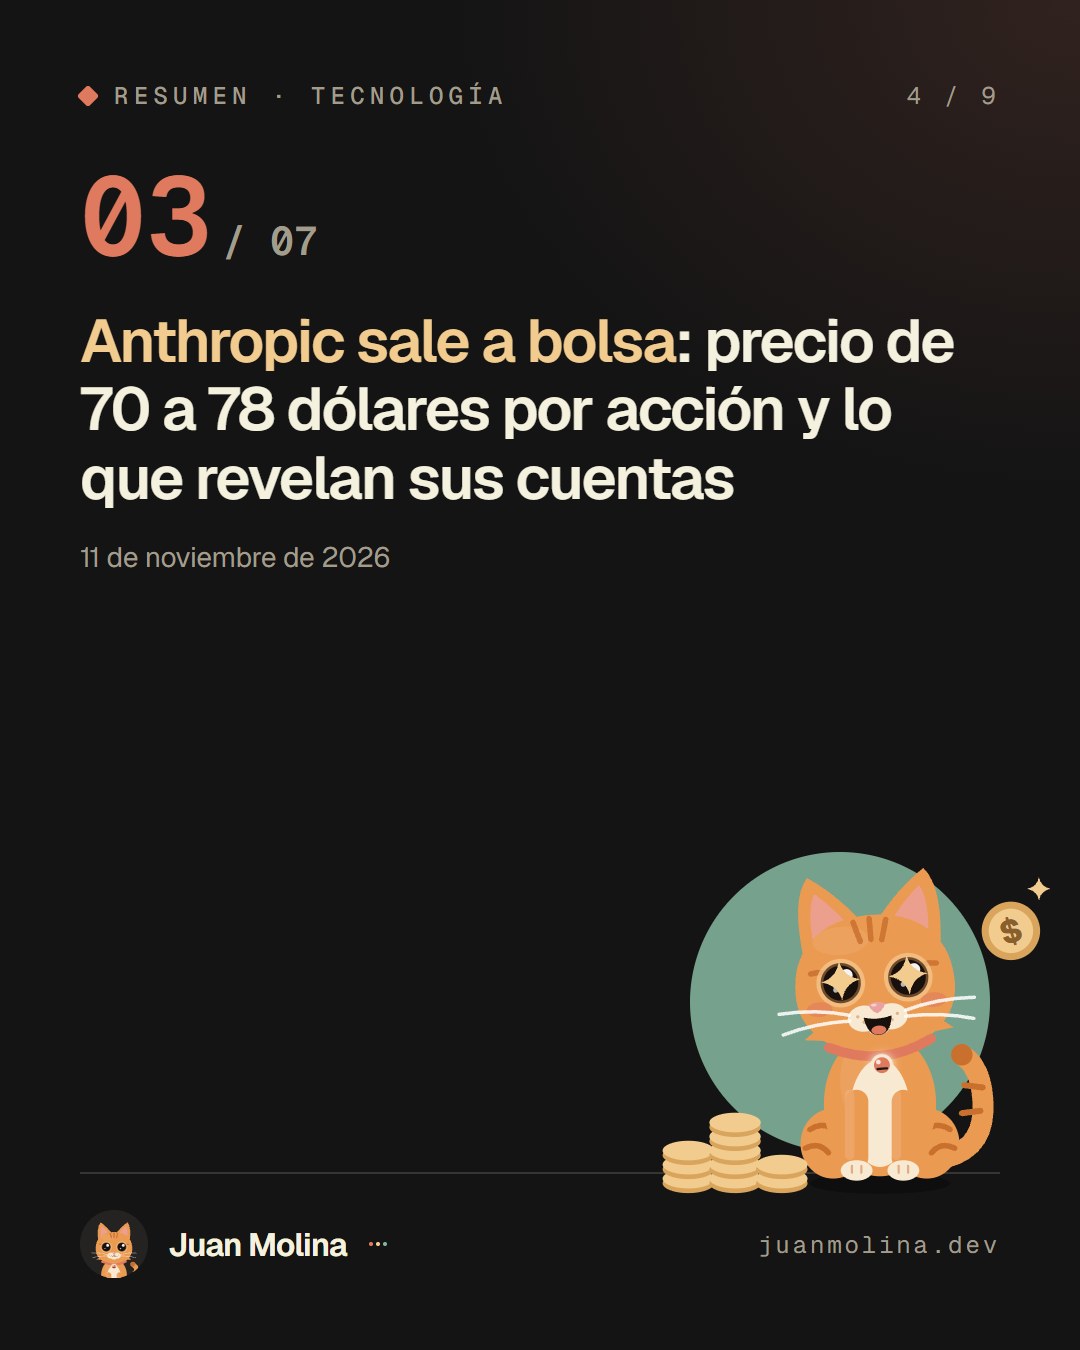 RESUMEN · TECNOLOGÍA
4 / 9
03 / 07
Anthropic sale a bolsa: precio de
70 a 78 dólares por acción y lo
que revelan sus cuentas
11 de noviembre de 2026
$
Juan Molina
juanmolina.dev